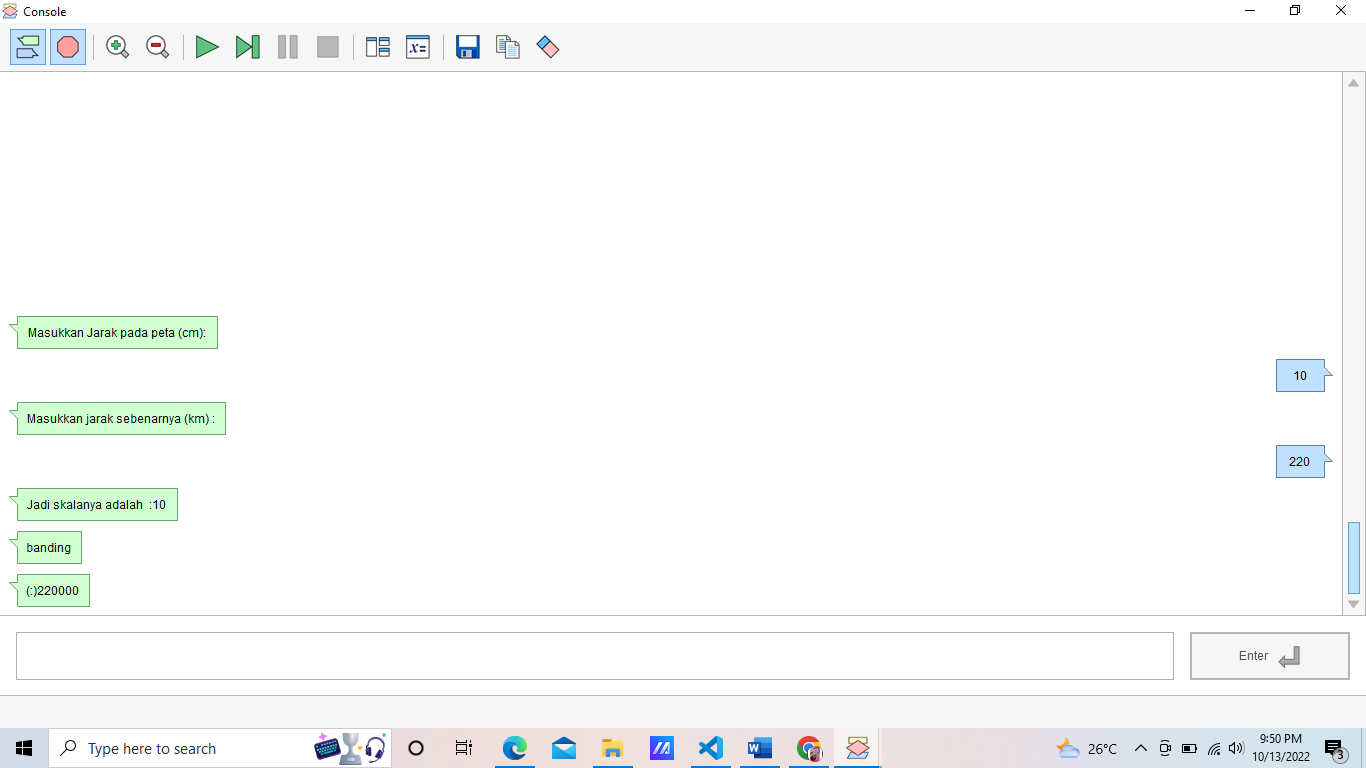 Console
x=
Masukkan Jarak pada peta (cm):
10
Masukkan jarak sebenarnya (km) :
220
Jadi skalanya adalah  :10
banding
(:)220000
Enter
Type here to search
26°C
9:50 PM
10/13/2022
3